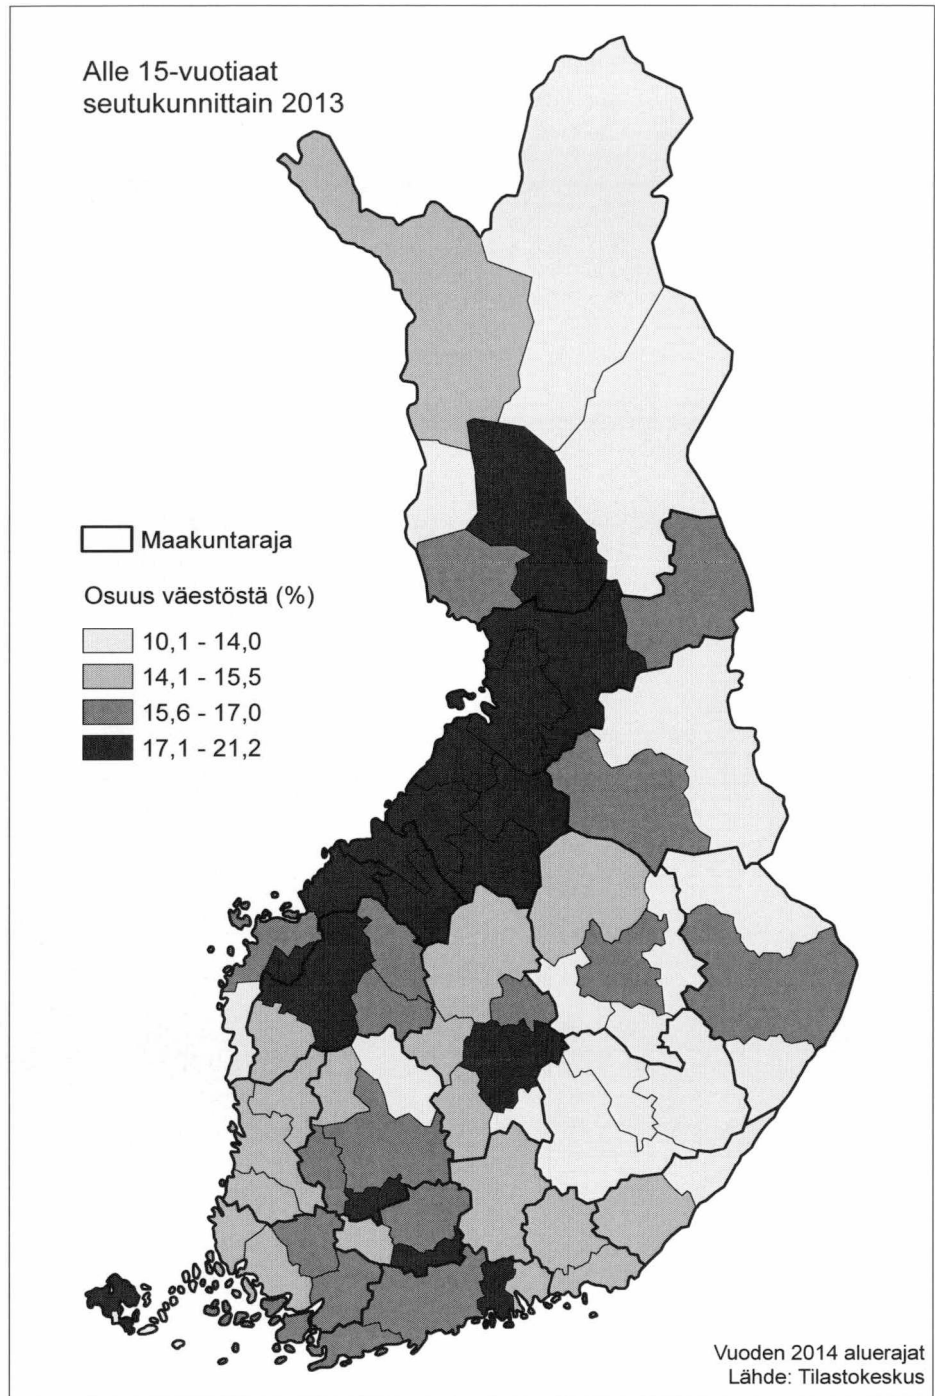 Alle 15-vuotiaat
seutukunnittain 2013
Maakuntaraja
Osuus väestöstä (%)
10,1 - 14,0
14,1 - 15,5
15,6 - 17,0
17,1 - 21,2
Vuoden 2014 aluerajat
Lähde: Tilastokeskus